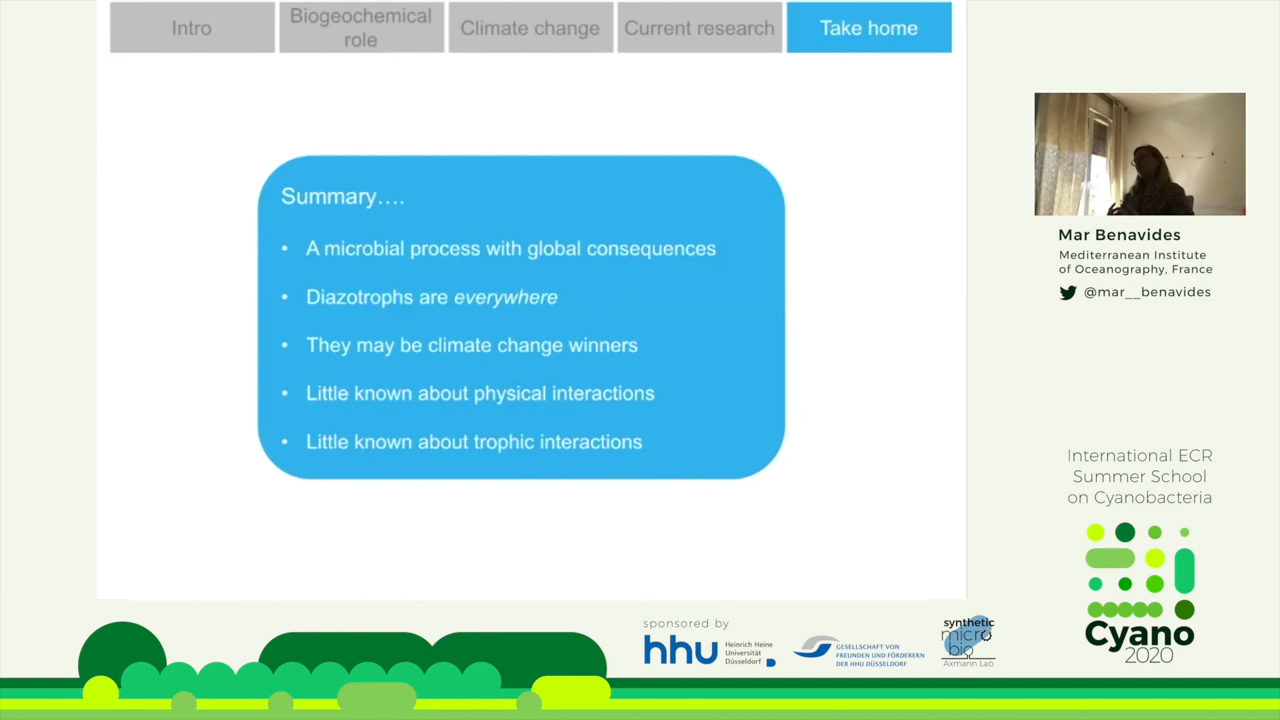 Intro
Biogeochemical
role
Climate change
Current research
Take home
Summary....
• A microbial process with global consequences
• Diazotrophs are everywhere
• They may be climate change winners
• Little known about physical interactions
• Little known about trophic interactions
Mar Benavides
Mediterranean Institute
of Oceanography, France
@mar__benavides
International ECR
Summer School
on Cyanobacteria
Cyano
2020
sponsored by
hhu
Heinrich Heine
Universität
Düsseldorf
GESELLSCHAFT VON
FREUNDEN UND FÖRDERERN
DER HHU DÜSSELDORF
synthetic
micro
bio
Axmann Lab